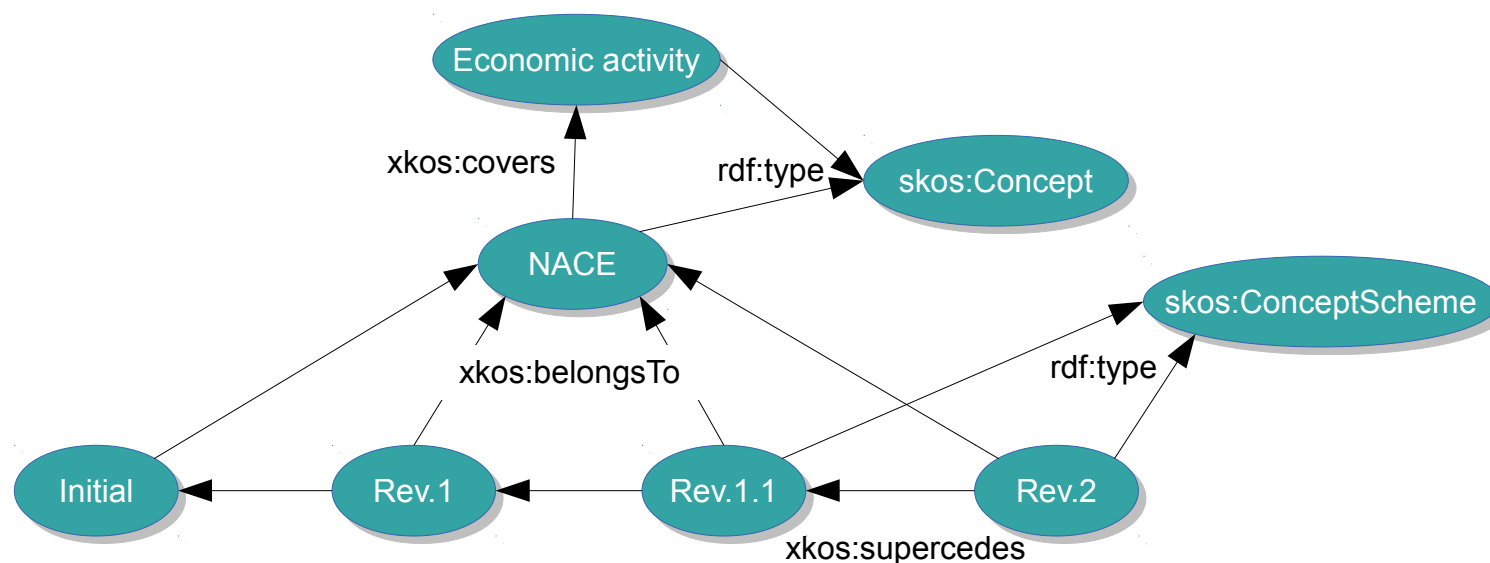 Economic activity
xkos:covers
rdf:type
skos:Concept
NACE
skos:ConceptScheme
xkos:belongsTo
rdf:type
Initial
Rev.1
Rev.1.1
Rev.2
xkos:supercedes